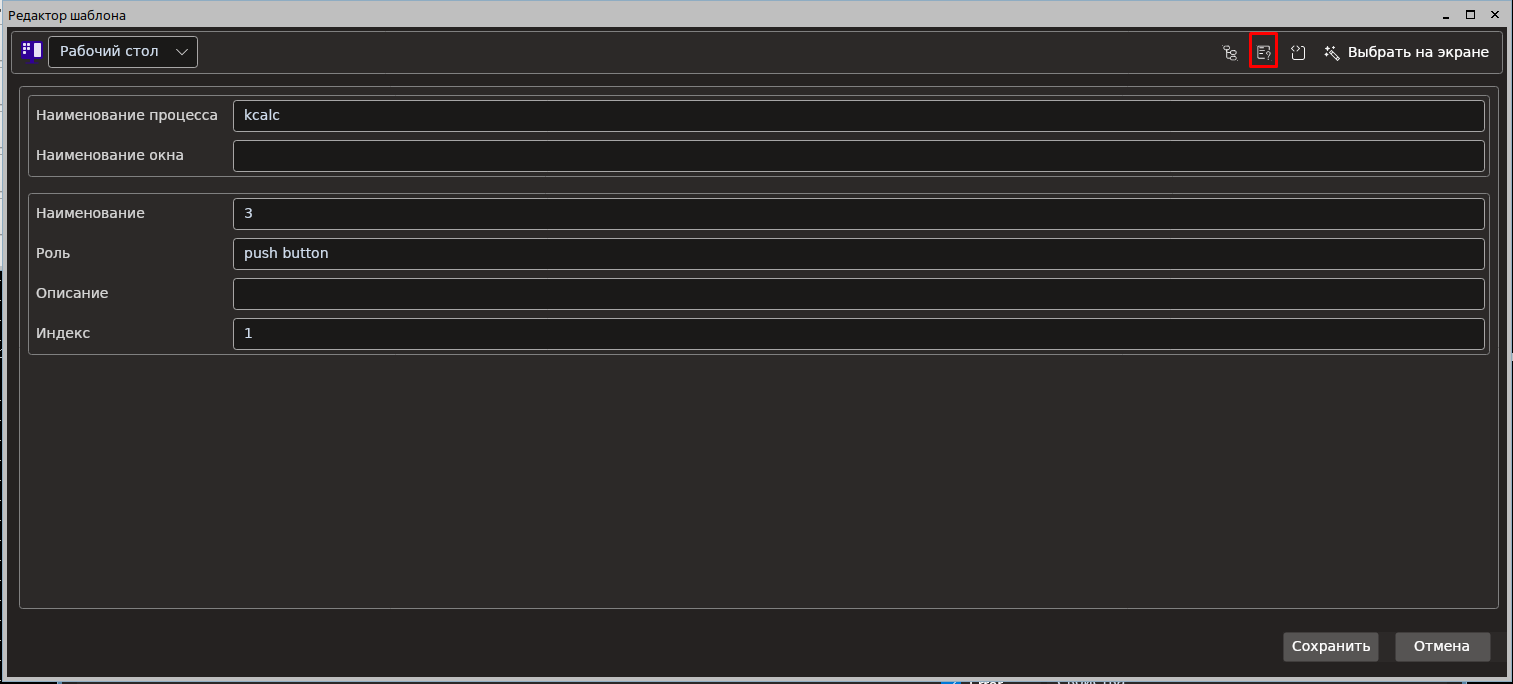 Редактор шаблона
Рабочий стол
Выбрать на экране
Наименование процесса kcalc
Наименование окна
Наименование 3
Роль push button
Описание
Индекс 1
Сохранить Отмена